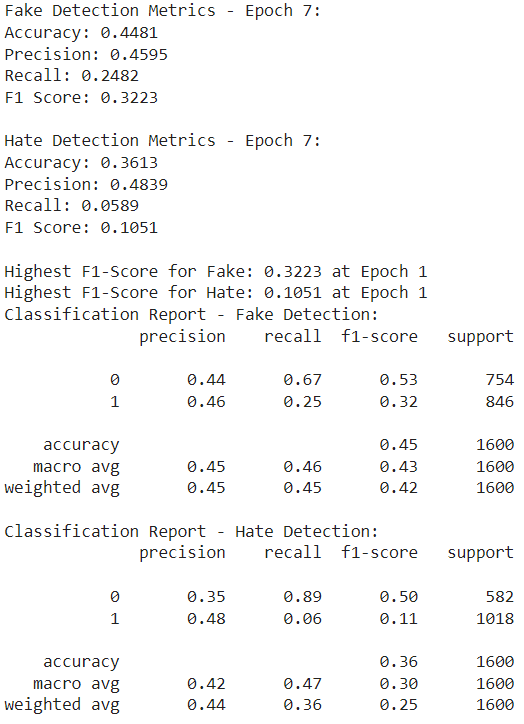 Fake Detection Metrics - Epoch 7:
Accuracy: 0.4481
Precision: 0.4595
Recall: 0.2482
F1 Score: 0.3223

Hate Detection Metrics - Epoch 7:
Accuracy: 0.3613
Precision: 0.4839
Recall: 0.0589
F1 Score: 0.1051

Highest F1-Score for Fake: 0.3223 at Epoch 1
Highest F1-Score for Hate: 0.1051 at Epoch 1
Classification Report - Fake Detection:
              precision    recall  f1-score   support

           0       0.44      0.67      0.53       754
           1       0.46      0.25      0.32       846

    accuracy                           0.45      1600
   macro avg       0.45      0.46      0.43      1600
weighted avg       0.45      0.45      0.42      1600

Classification Report - Hate Detection:
              precision    recall  f1-score   support

           0       0.35      0.89      0.50       582
           1       0.48      0.06      0.11      1018

    accuracy                           0.36      1600
   macro avg       0.42      0.47      0.30      1600
weighted avg       0.44      0.36      0.25      1600